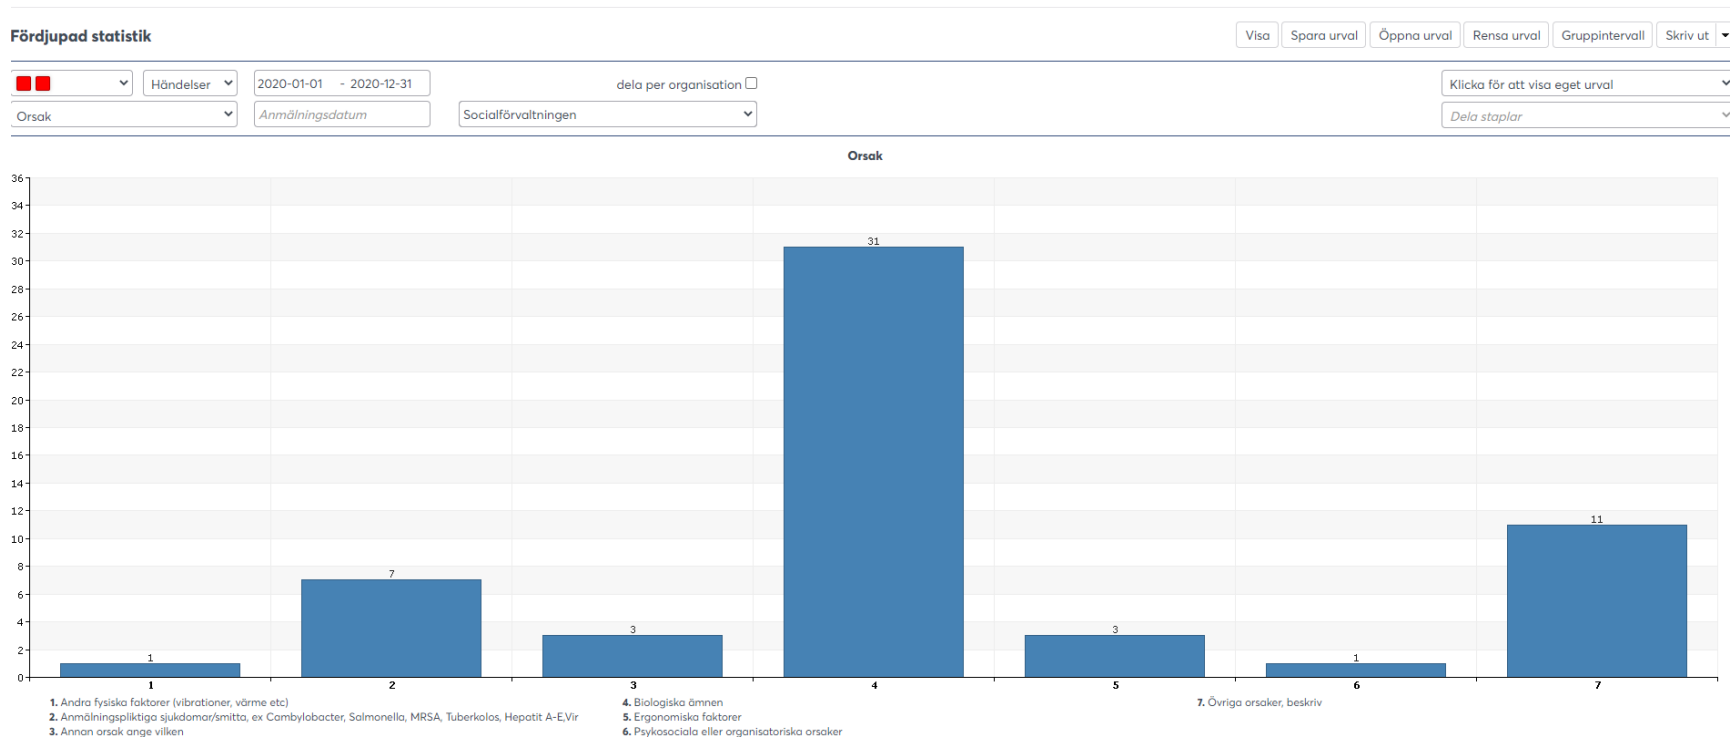 Fördjupad statistik
Visa
Spara urval
Öppna urval
Rensa urval
Gruppintervall
Skriv ut
Händelser
2020-01-01 - 2020-12-31
dela per organisation
Klicka för att visa eget urval
Orsak
Anmälningsdatum
Socialförvaltningen
Dela staplar
Orsak
36
34
32
30
28
26
24
22
20
18
16
14
12
10
8
6
4
2
0
1
7
3
31
3
1
11
1
2
3
4
5
6
7
1. Andra fysiska faktorer (vibrationer, värme etc)
2. Anmälningspliktiga sjukdomar/smitta, ex Cambylobacter, Salmonella, MRSA, Tuberkolos, Hepatit A-E,Vir
3. Annan orsak ange vilken
4. Biologiska ämnen
5. Ergonomiska faktorer
6. Psykosociala eller organisatoriska orsaker
7. Övriga orsaker, beskriv